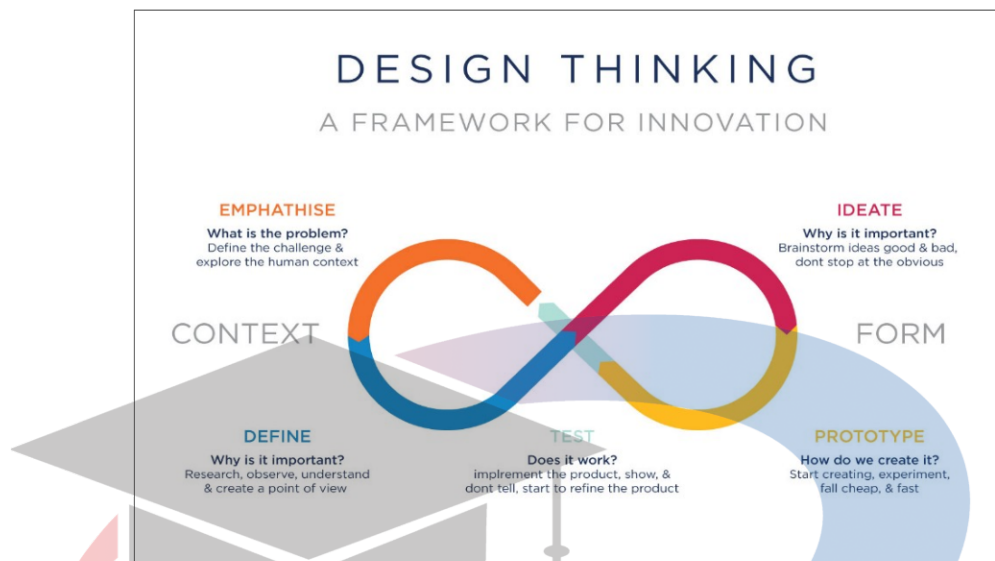 DESIGN THINKING
A FRAMEWORK FOR INNOVATION
EMPHATHISE
What is the problem?
Define the challenge &
explore the human context
IDEATE
Why is it important?
Brainstorm ideas good & bad,
dont stop at the obvious
CONTEXT
FORM
DEFINE
Why is it important?
Research, observe, understand
& create a point of view
TEST
Does it work?
implrement the product, show, &
dont tell, start to refine the product
PROTOTYPE
How do we create it?
Start creating, experiment,
fall cheap, & fast